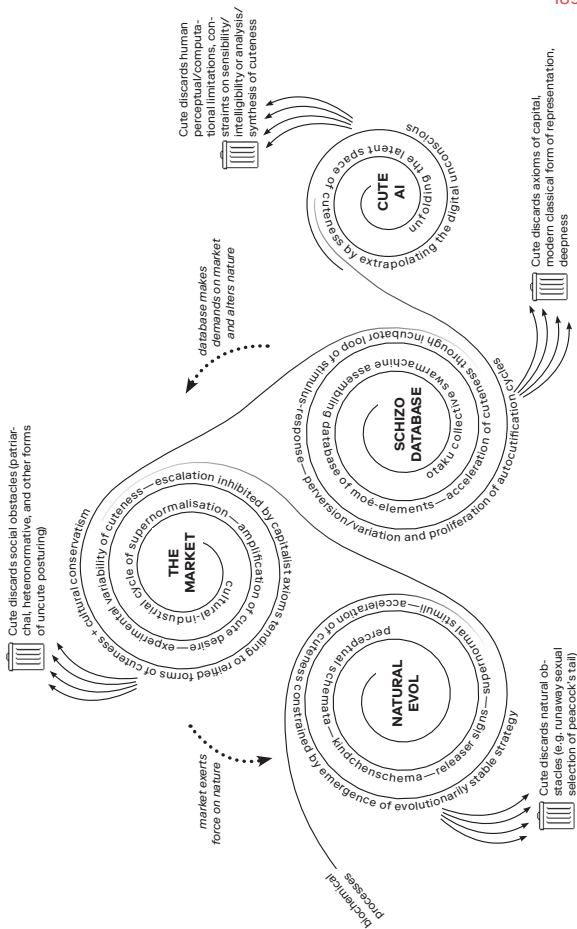 biochemical
processes
NATURAL
EVOL
perceptual schemata — kindchenschema—releaser signs—supernormal stimuli—acceleration of cuteness constrained by emergence of evolutionarily stable strategy
Cute discards natural ob-
stacles (e.g. runaway sexual
selection of peacock's tail)
market exerts
force on nature
THE
MARKET
cultural-industrial cycle of supernormalisation—amplification of cute desire—experimental variability of cuteness—escalation inhibited by capitalist axioms tending to reified forms of cuteness + cultural conservatism
Cute discards social obstacles (patriar-
chal, heteronormative, and other forms
of uncute posturing)
database makes
demands on market
and alters nature
SCHIZO
DATABASE
otaku collective swarmachine assembling database of moé-elements—acceleration of cuteness through incubator loop of stimulus-response — perversion/variation and proliferation of autocutification cycles
Cute discards axioms of capital,
modern classical form of representation,
deepness
CUTE
AI
unfolding the latent space of cuteness by extrapolating the digital unconscious
Cute discards human
perceptual/computa-
tional limitations, con-
straints on sensibility/
intelligibility or analysis/
synthesis of cuteness